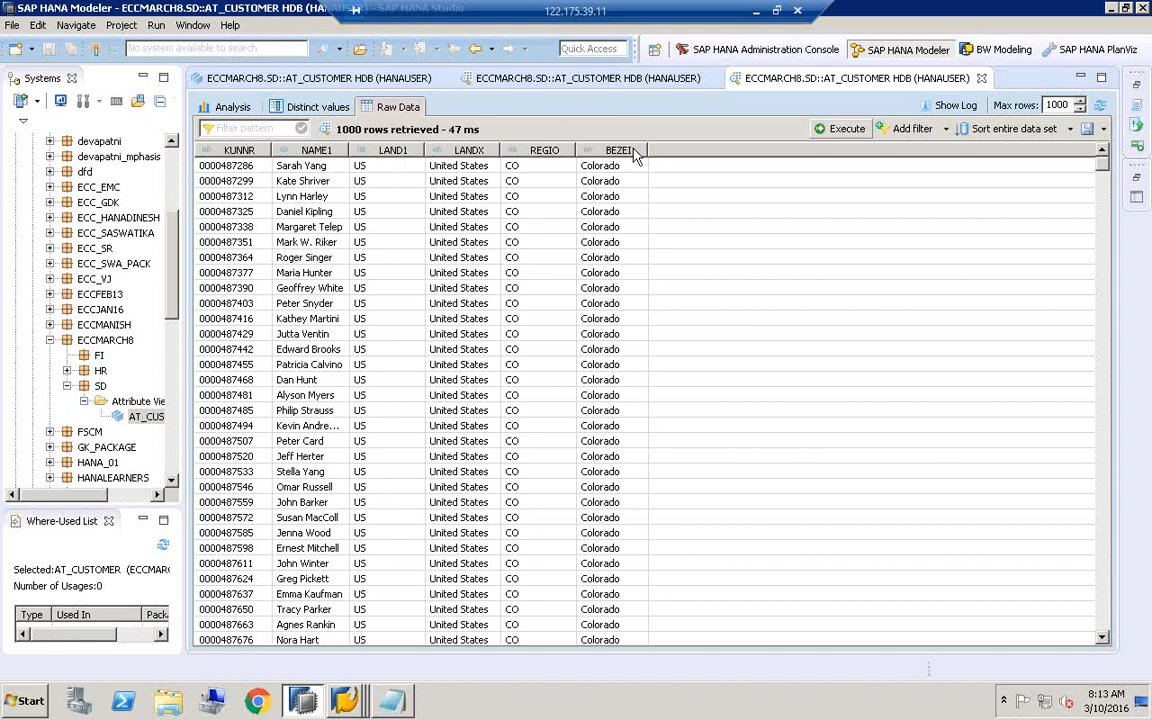 SAP HANA Modeler - ECCMARCH8.SD::AT_CUSTOMER HDB (HAN
122.175.39.11
File Edit Navigate Project Run Window Help
No system available to search
Quick Access
SAP HANA Administration Console
SAP HANA Modeler
BW Modeling
SAP HANA PlanViz
Systems
ECCMARCH8.SD::AT_CUSTOMER HDB (HANAUSER)
ECCMARCH8.SD::AT_CUSTOMER HDB (HANAUSER)
ECCMARCH8.SD::AT_CUSTOMER HDB (HANAUSER)
Analysis
Distinct values
Raw Data
Show Log
Max rows: 1000
Filter pattern
1000 rows retrieved - 47 ms
Execute
Add filter
Sort entire data set
devapatni
devapatni_mphasis
dfd
ECC_EMC
ECC_GDK
ECC_HANADINESH
ECC_SASWATIKA
ECC_SR
ECC_SWA_PACK
ECC_VJ
ECCFEB13
ECCJAN16
ECCMANISH
ECCMARCH8
FI
HR
SD
Attribute Vie
AT_CUS
FSCM
GK_PACKAGE
HANA_01
HANALEARNERS
KUNNR NAME1 LAND1 LANDX REGIO BEZEI
0000487286 Sarah Yang US United States CO Colorado
0000487299 Kate Shriver US United States CO Colorado
0000487312 Lynn Harley US United States CO Colorado
0000487325 Daniel Kipling US United States CO Colorado
0000487338 Margaret Telep US United States CO Colorado
0000487351 Mark W. Riker US United States CO Colorado
0000487364 Roger Singer US United States CO Colorado
0000487377 Maria Hunter US United States CO Colorado
0000487390 Geoffrey White US United States CO Colorado
0000487403 Peter Snyder US United States CO Colorado
0000487416 Kathey Martini US United States CO Colorado
0000487429 Jutta Ventin US United States CO Colorado
0000487442 Edward Brooks US United States CO Colorado
0000487455 Patricia Calvino US United States CO Colorado
0000487468 Dan Hunt US United States CO Colorado
0000487481 Alyson Myers US United States CO Colorado
0000487485 Philip Strauss US United States CO Colorado
0000487494 Kevin Andre... US United States CO Colorado
0000487507 Peter Card US United States CO Colorado
0000487520 Jeff Herter US United States CO Colorado
0000487533 Stella Yang US United States CO Colorado
0000487546 Omar Russell US United States CO Colorado
0000487559 John Barker US United States CO Colorado
0000487572 Susan MacColl US United States CO Colorado
0000487585 Jenna Wood US United States CO Colorado
0000487598 Ernest Mitchell US United States CO Colorado
0000487611 John Winter US United States CO Colorado
0000487624 Greg Pickett US United States CO Colorado
0000487637 Emma Kaufman US United States CO Colorado
0000487650 Tracy Parker US United States CO Colorado
0000487663 Agnes Rankin US United States CO Colorado
0000487676 Nora Hart US United States CO Colorado
Where-Used List
Selected:AT_CUSTOMER (ECCMARC
Number of Usages:0
Type Used In Pack
Start
8:13 AM
3/10/2016